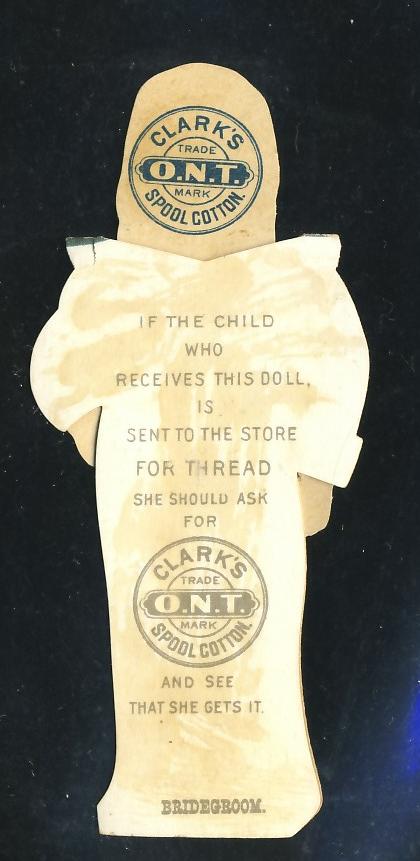 CLARK'S
TRADE
O.N.T.
MARK
SPOOL COTTON.
IF THE CHILD
WHO
RECEIVES THIS DOLL,
IS
SENT TO THE STORE
FOR THREAD
SHE SHOULD ASK
FOR
CLARK'S
TRADE
O.N.T.
MARK
SPOOL COTTON.
AND SEE
THAT SHE GETS IT.
BRIDEGROOM.